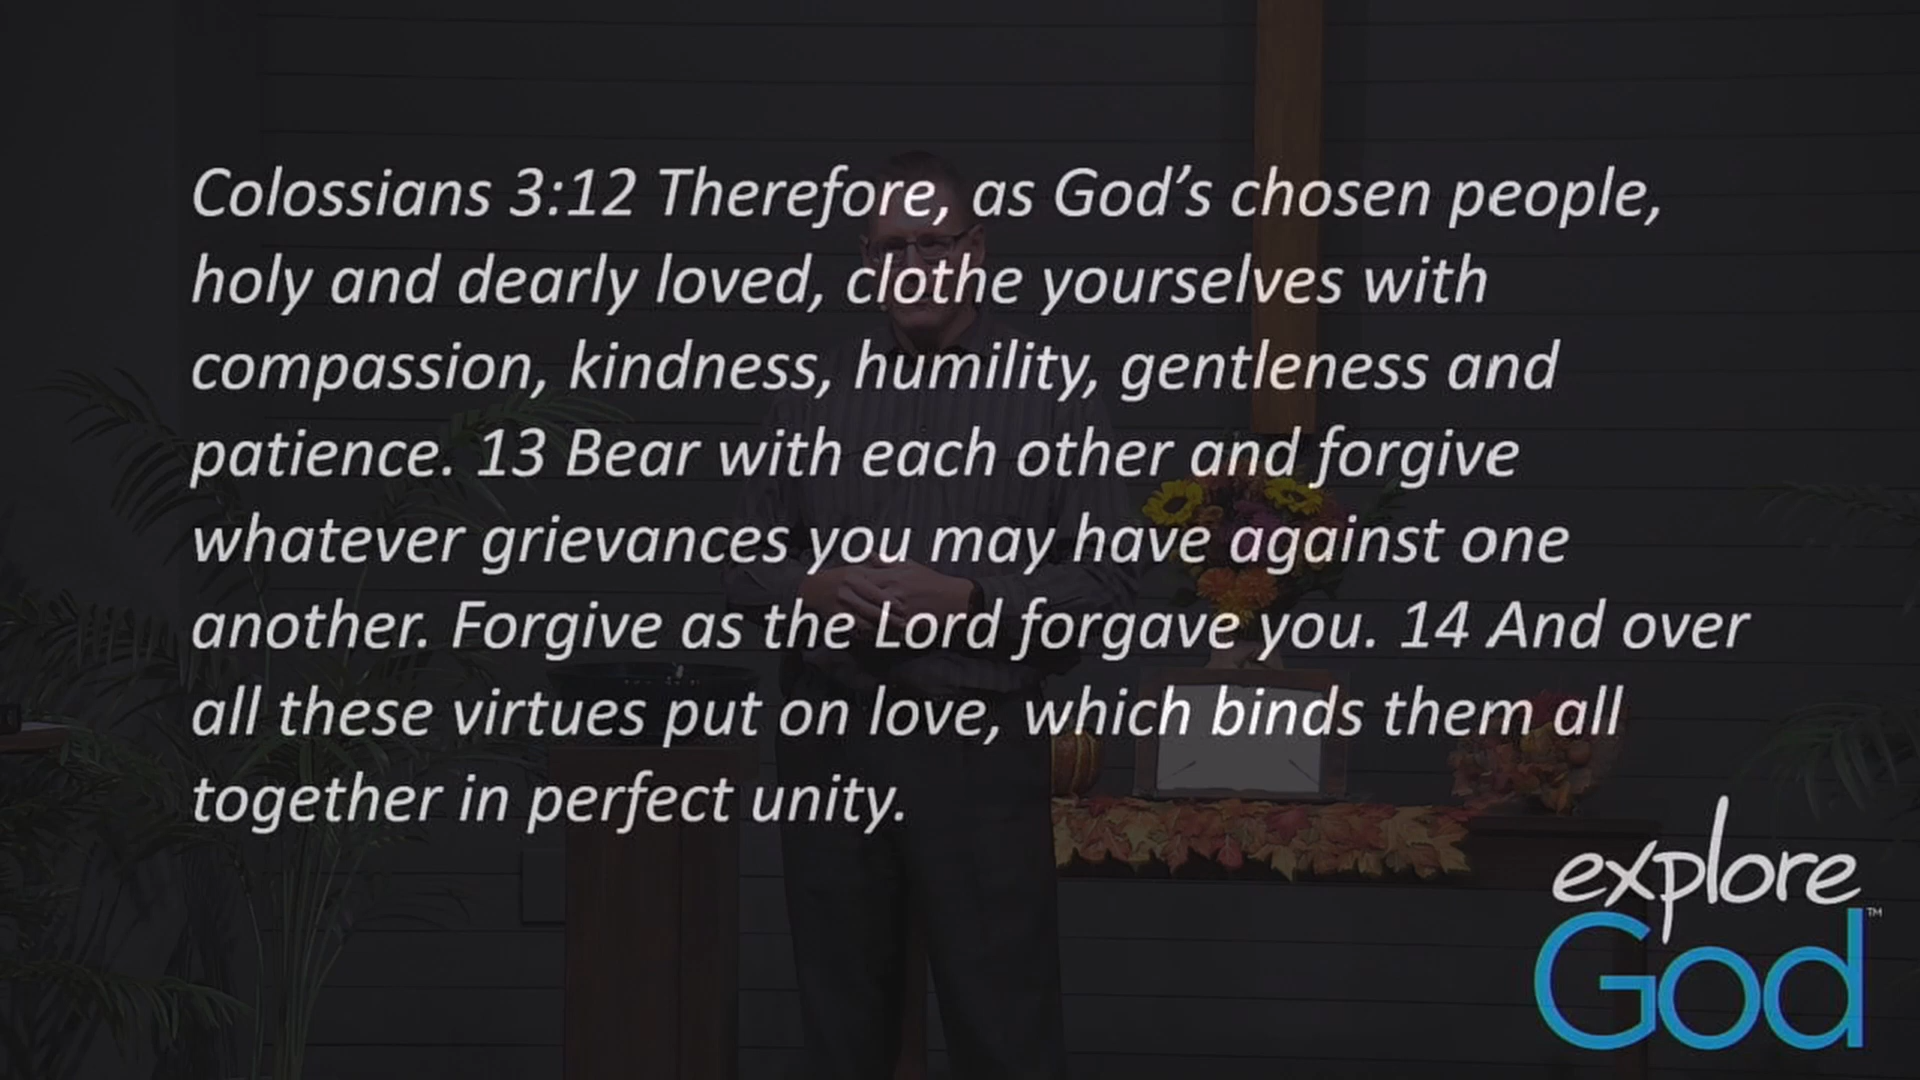 Colossians 3:12 Therefore, as God’s chosen people,
holy and dearly loved, clothe yourselves with
compassion, kindness, humility, gentleness and
patience. 13 Bear with each other and forgive
whatever grievances you may have against one
another. Forgive as the Lord forgave you. 14 And over
all these virtues put on love, which binds them all
together in perfect unity.
explore
God™